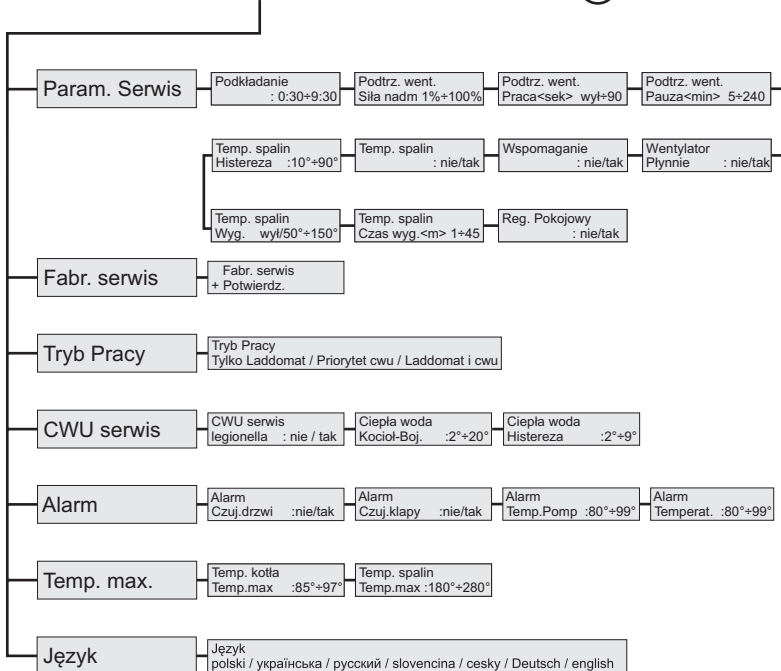 Param. Serwis
Podkładanie
: 0:30÷9:30
Podtrz. went.
Siła nadm 1%÷100%
Podtrz. went.
Praca<sek> wył÷90
Podtrz. went.
Pauza<min> 5÷240
Temp. spalin
Histereza :10°÷90°
Temp. spalin
: nie/tak
Wspomaganie
: nie/tak
Wentylator
Płynnie : nie/tak
Temp. spalin
Wyg. wył/50°÷150°
Temp. spalin
Czas wyg.<m> 1÷45
Reg. Pokojowy
: nie/tak
Fabr. serwis
Fabr. serwis
+ Potwierdz.
Tryb Pracy
Tryb Pracy
Tylko Laddomat / Priorytet cwu / Laddomat i cwu
CWU serwis
CWU serwis
legionella : nie / tak
Ciepła woda
Kocioł-Boj. :2°÷20°
Ciepła woda
Histereza :2°÷9°
Alarm
Alarm
Czuj.drzwi :nie/tak
Alarm
Czuj.klapy :nie/tak
Alarm
Temp.Pomp :80°÷99°
Alarm
Temperat. :80°÷99°
Temp. max.
Temp. kotła
Temp.max :85°÷97°
Temp. spalin
Temp.max :180°÷280°
Język
Język
polski / українська / русский / slovencina / cesky / Deutsch / english